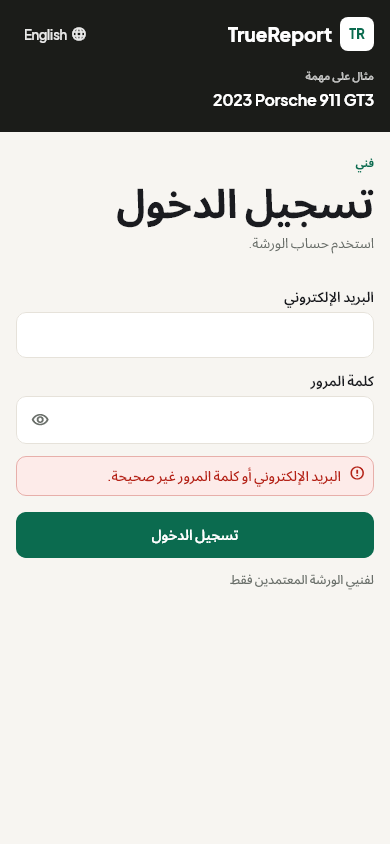 TR
TrueReport
English
مثال على مهمة
2023 Porsche 911 GT3
فني
تسجيل الدخول
استخدم حساب الورشة.
البريد الإلكتروني
كلمة المرور
البريد الإلكتروني أو كلمة المرور غير صحيحة.
تسجيل الدخول
لفنيي الورشة المعتمدين فقط